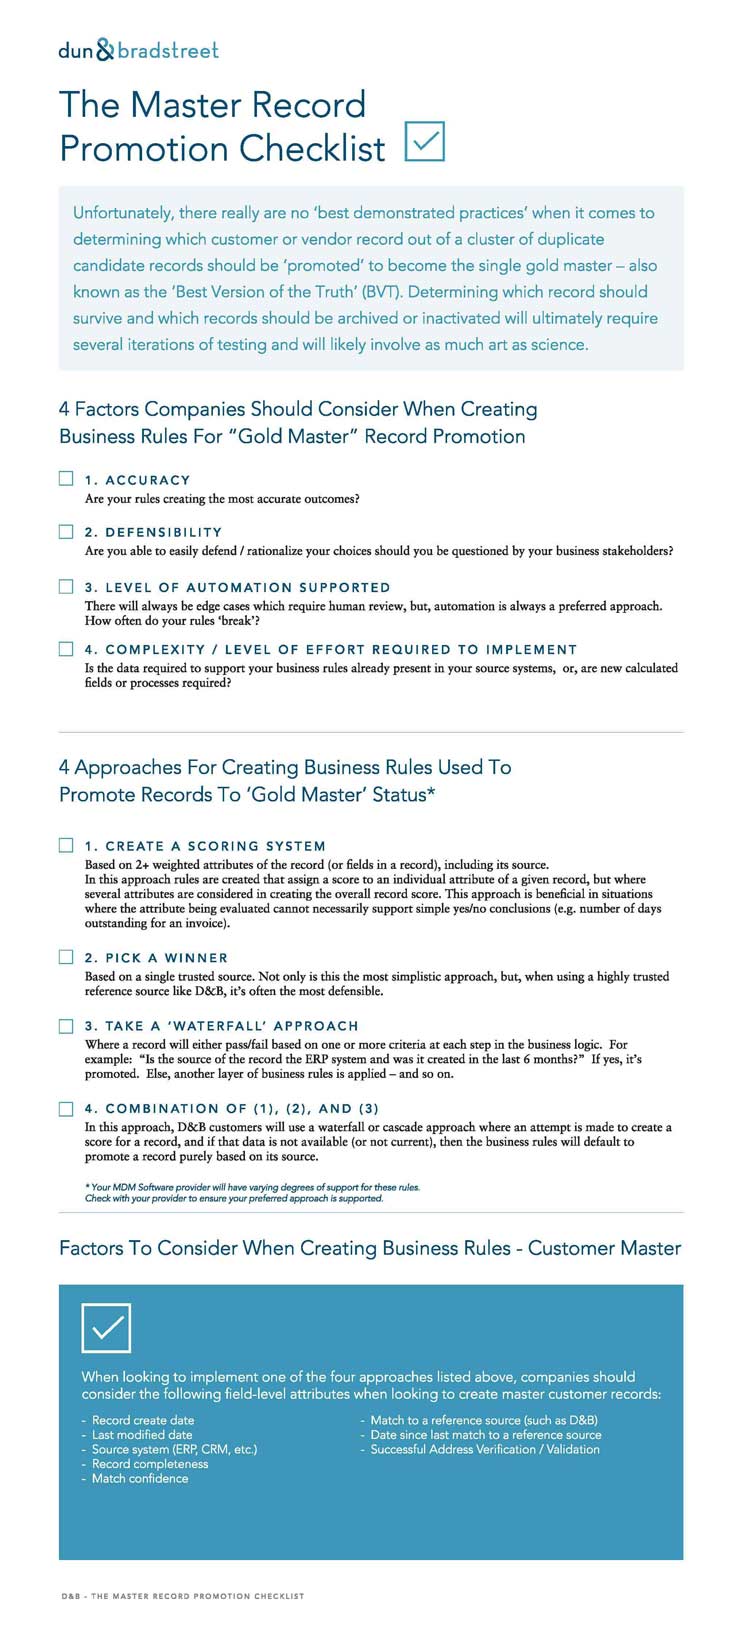 dun&bradstreet
The Master Record
Promotion Checklist
Unfortunately, there really are no ‘best demonstrated practices’ when it comes to
determining which customer or vendor record out of a cluster of duplicate
candidate records should be ‘promoted’ to become the single gold master – also
known as the ‘Best Version of the Truth’ (BVT). Determining which record should
survive and which records should be archived or inactivated will ultimately require
several iterations of testing and will likely involve as much art as science.
4 Factors Companies Should Consider When Creating
Business Rules For “Gold Master” Record Promotion
1. ACCURACY
Are your rules creating the most accurate outcomes?
2. DEFENSIBILITY
Are you able to easily defend / rationalize your choices should you be questioned by your business stakeholders?
3. LEVEL OF AUTOMATION SUPPORTED
There will always be edge cases which require human review, but, automation is always a preferred approach.
How often do your rules ‘break’?
4. COMPLEXITY / LEVEL OF EFFORT REQUIRED TO IMPLEMENT
Is the data required to support your business rules already present in your source systems, or, are new calculated
fields or processes required?
4 Approaches For Creating Business Rules Used To
Promote Records To ‘Gold Master’ Status*
1. CREATE A SCORING SYSTEM
Based on 2+ weighted attributes of the record (or fields in a record), including its source.
In this approach rules are created that assign a score to an individual attribute of a given record, but where
several attributes are considered in creating the overall record score. This approach is beneficial in situations
where the attribute being evaluated cannot necessarily support simple yes/no conclusions (e.g. number of days
outstanding for an invoice).
2. PICK A WINNER
Based on a single trusted source. Not only is this the most simplistic approach, but, when using a highly trusted
reference source like D&B, it’s often the most defensible.
3. TAKE A ‘WATERFALL’ APPROACH
Where a record will either pass/fail based on one or more criteria at each step in the business logic. For
example: “Is the source of the record the ERP system and was it created in the last 6 months?” If yes, it’s
promoted. Else, another layer of business rules is applied – and so on.
4. COMBINATION OF (1), (2), AND (3)
In this approach, D&B customers will use a waterfall or cascade approach where an attempt is made to create a
score for a record, and if that data is not available (or not current), then the business rules will default to
promote a record purely based on its source.
* Your MDM Software provider will have varying degrees of support for these rules.
Check with your provider to ensure your preferred approach is supported.
Factors To Consider When Creating Business Rules - Customer Master
When looking to implement one of the four approaches listed above, companies should
consider the following field-level attributes when looking to create master customer records:
- Record create date
- Last modified date
- Source system (ERP, CRM, etc.)
- Record completeness
- Match confidence
- Match to a reference source (such as D&B)
- Date since last match to a reference source
- Successful Address Verification / Validation
D&B - THE MASTER RECORD PROMOTION CHECKLIST